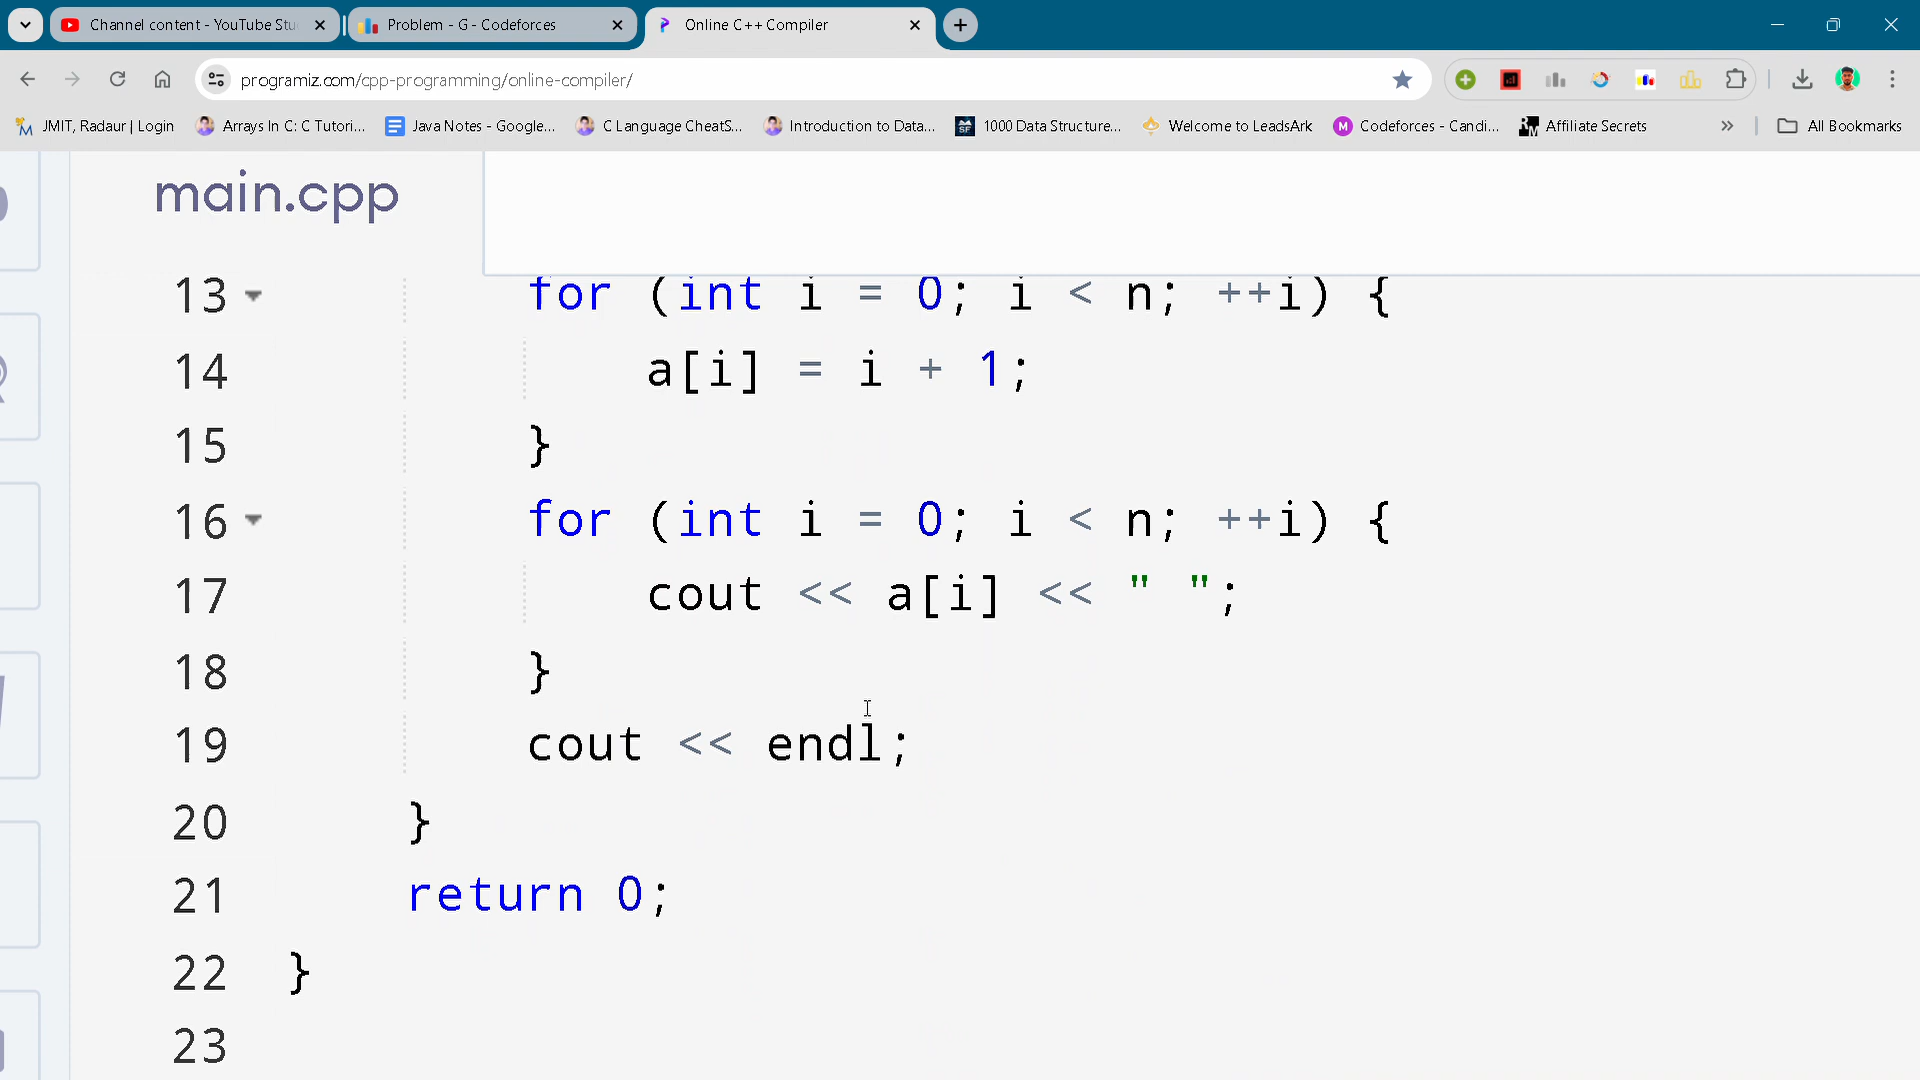 Channel content - YouTube Stu
Problem - G - Codeforces
Online C++ Compiler
programiz.com/cpp-programming/online-compiler/
JMIT, Radaur | Login
Arrays In C: C Tutori...
Java Notes - Google...
C Language CheatS...
Introduction to Data...
1000 Data Structure...
Welcome to LeadsArk
Codeforces - Candi...
Affiliate Secrets
All Bookmarks
main.cpp
13 for (int i = 0; i < n; ++i) {
14 a[i] = i + 1;
15 }
16 for (int i = 0; i < n; ++i) {
17 cout << a[i] << " ";
18 }
19 cout << endl;
20 }
21 return 0;
22 }
23